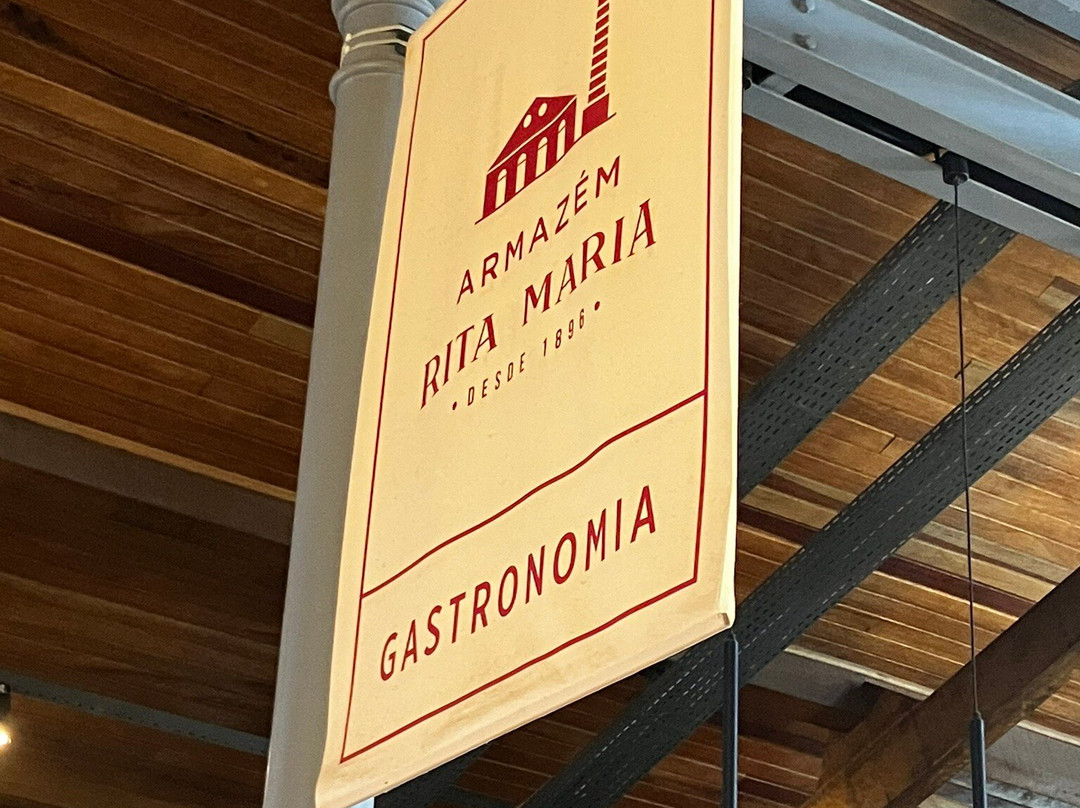 ARMAZÉM
RITA MARIA
• DESDE 1896 •
GASTRONOMIA